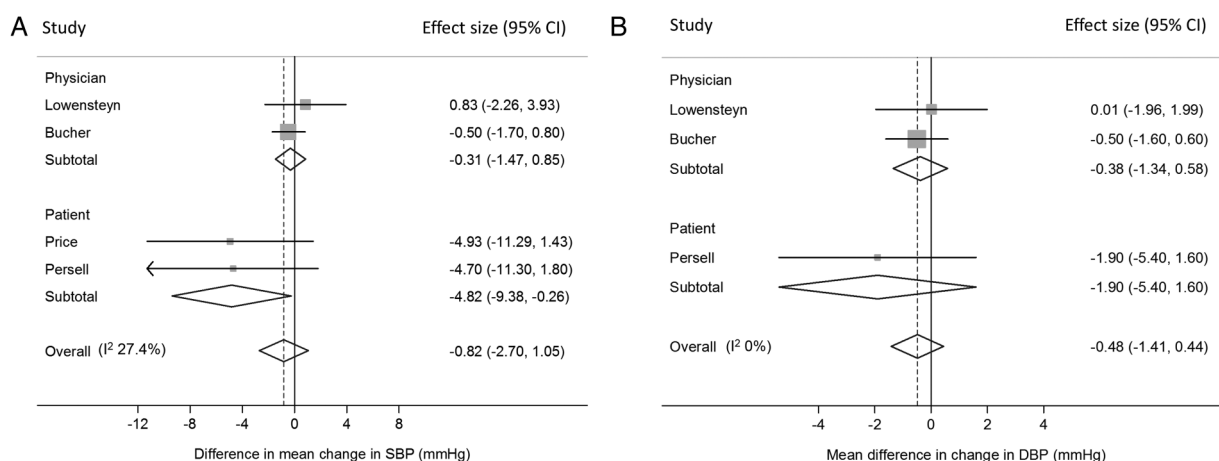 A Study Effect size (95% CI)
Physician
Lowensteyn 0.83 (-2.26, 3.93)
Bucher -0.50 (-1.70, 0.80)
Subtotal -0.31 (-1.47, 0.85)
Patient
Price -4.93 (-11.29, 1.43)
Persell -4.70 (-11.30, 1.80)
Subtotal -4.82 (-9.38, -0.26)
Overall (I² 27.4%) -0.82 (-2.70, 1.05)
-12 -8 -4 0 4 8
Difference in mean change in SBP (mmHg)
B Study Effect size (95% CI)
Physician
Lowensteyn 0.01 (-1.96, 1.99)
Bucher -0.50 (-1.60, 0.60)
Subtotal -0.38 (-1.34, 0.58)
Patient
Persell -1.90 (-5.40, 1.60)
Subtotal -1.90 (-5.40, 1.60)
Overall (I² 0%) -0.48 (-1.41, 0.44)
-4 -2 0 2 4
Mean difference in change in DBP (mmHg)